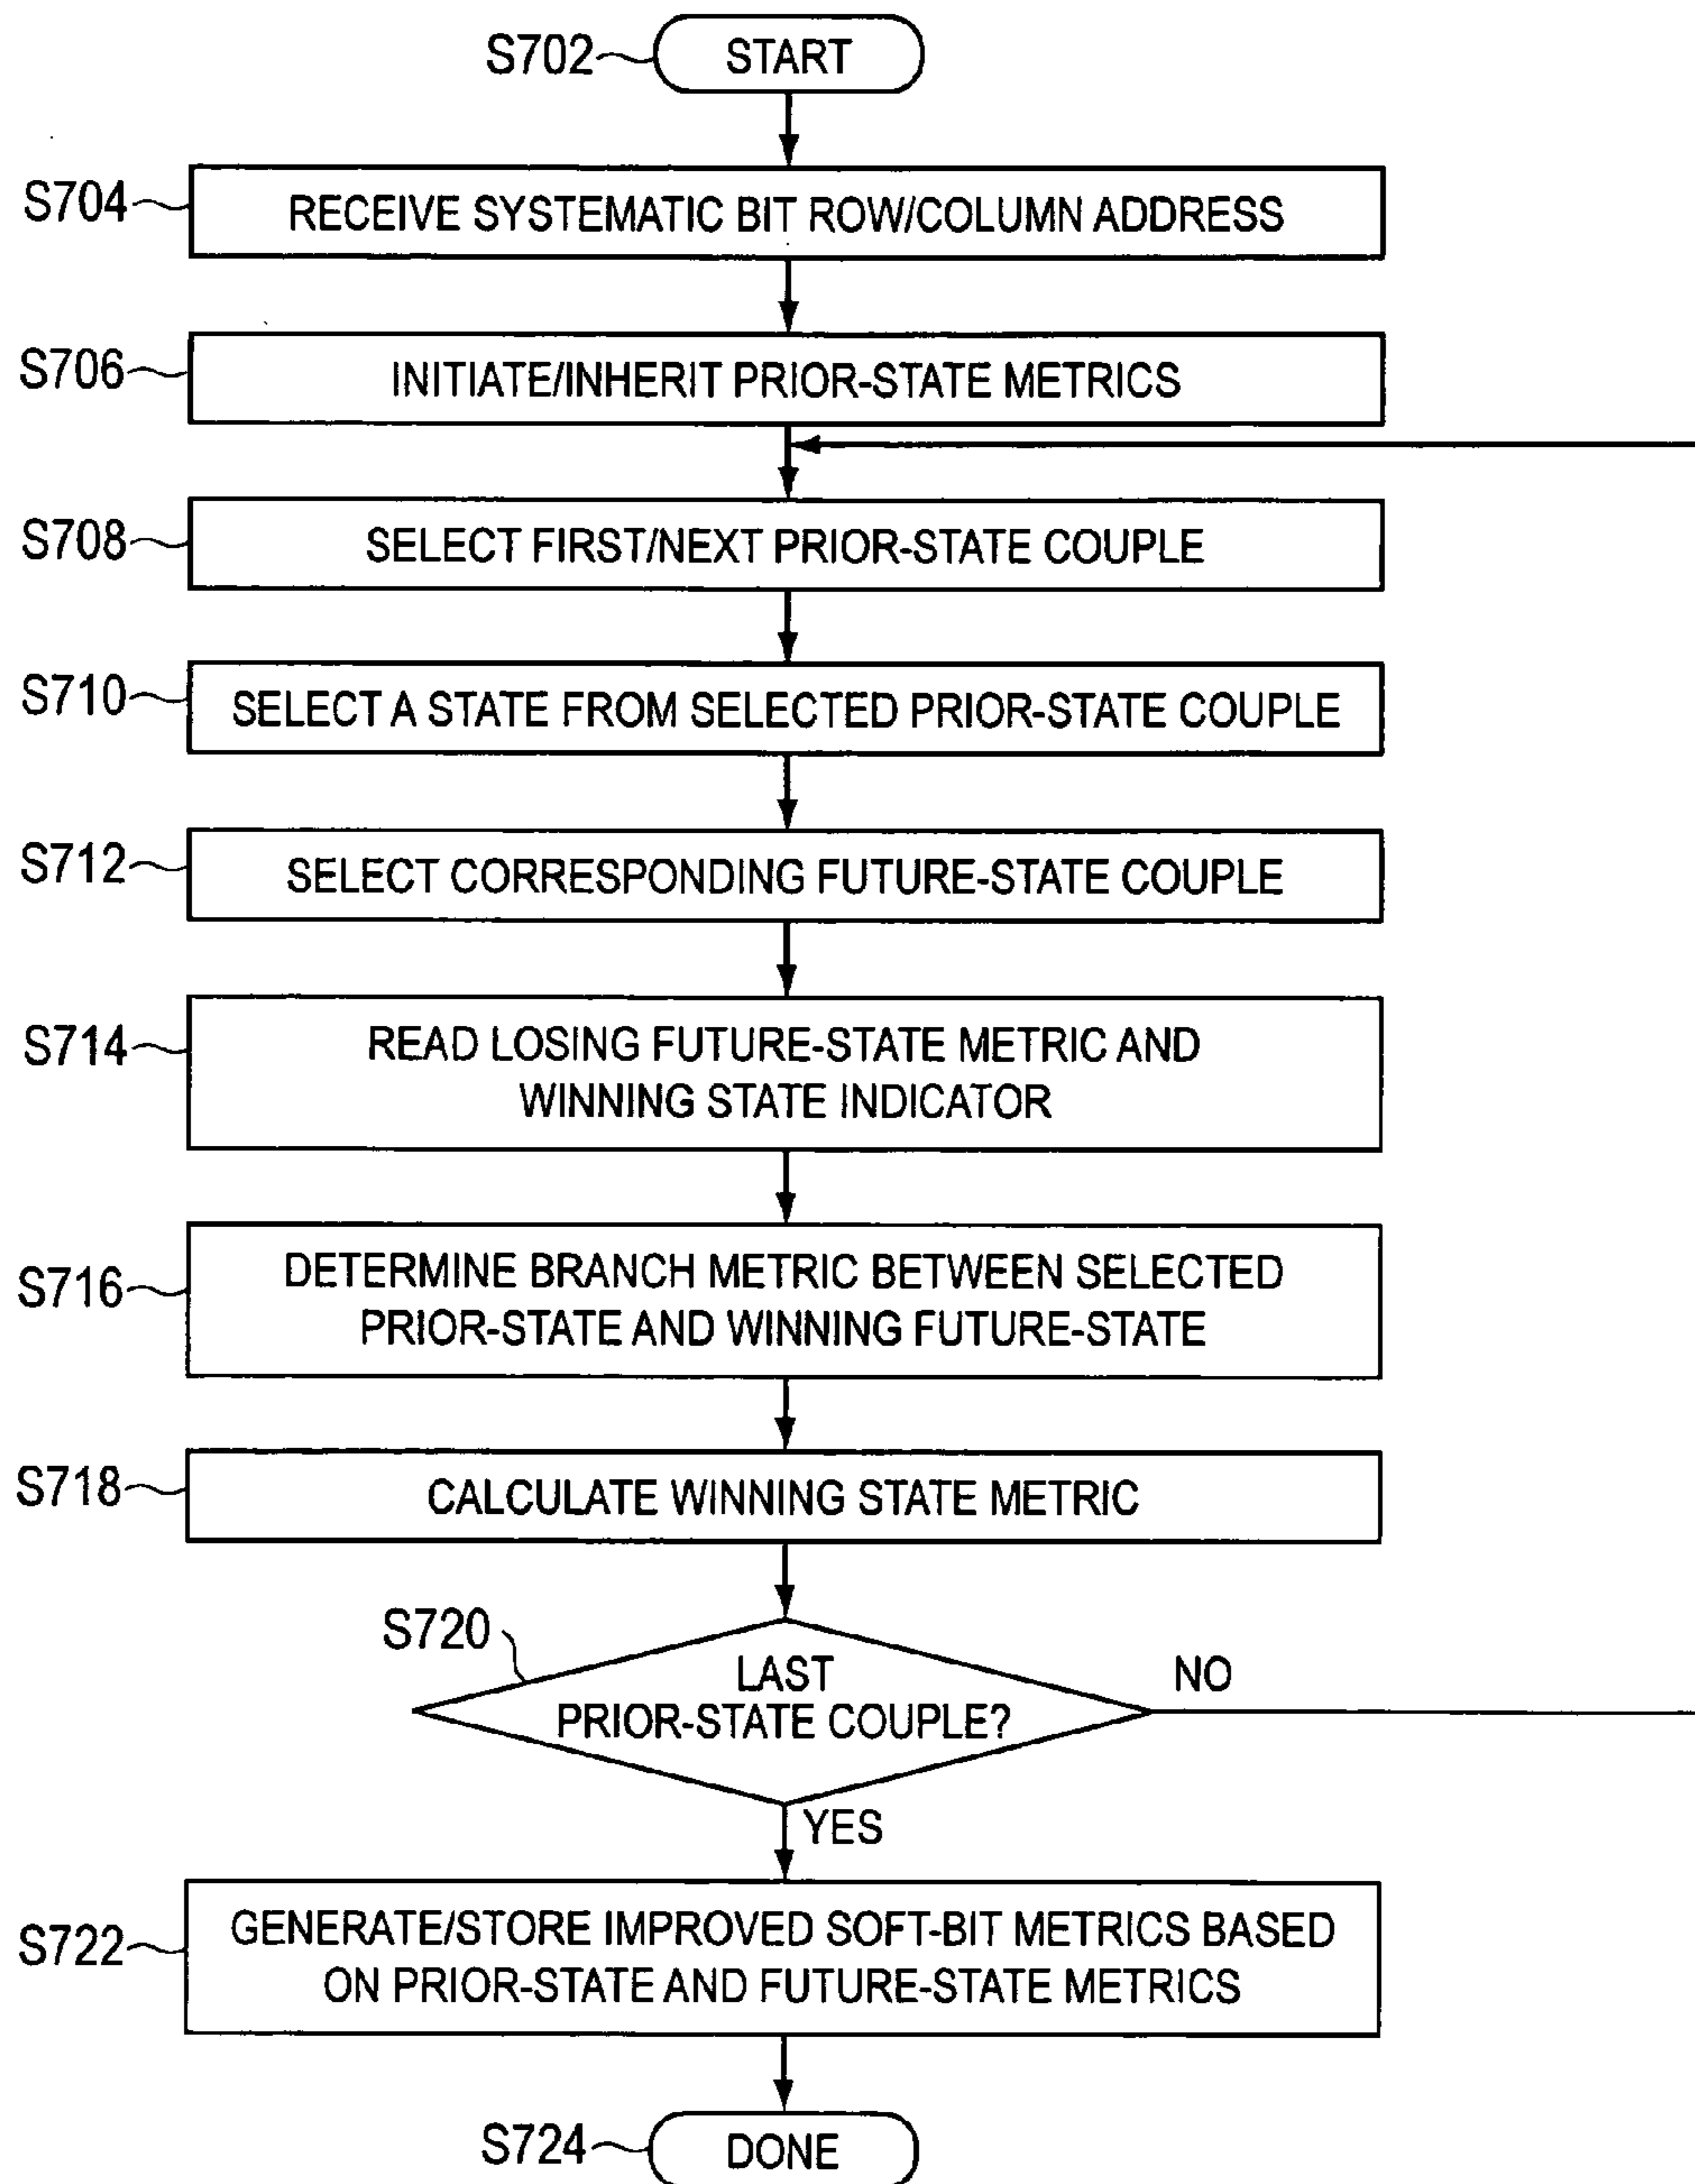 S702
START
S704
RECEIVE SYSTEMATIC BIT ROW/COLUMN ADDRESS
S706
INITIATE/INHERIT PRIOR-STATE METRICS
S708
SELECT FIRST/NEXT PRIOR-STATE COUPLE
S710
SELECT A STATE FROM SELECTED PRIOR-STATE COUPLE
S712
SELECT CORRESPONDING FUTURE-STATE COUPLE
S714
READ LOSING FUTURE-STATE METRIC AND
WINNING STATE INDICATOR
S716
DETERMINE BRANCH METRIC BETWEEN SELECTED
PRIOR-STATE AND WINNING FUTURE-STATE
S718
CALCULATE WINNING STATE METRIC
S720
LAST
PRIOR-STATE COUPLE?
NO
YES
S722
GENERATE/STORE IMPROVED SOFT-BIT METRICS BASED
ON PRIOR-STATE AND FUTURE-STATE METRICS
S724
DONE